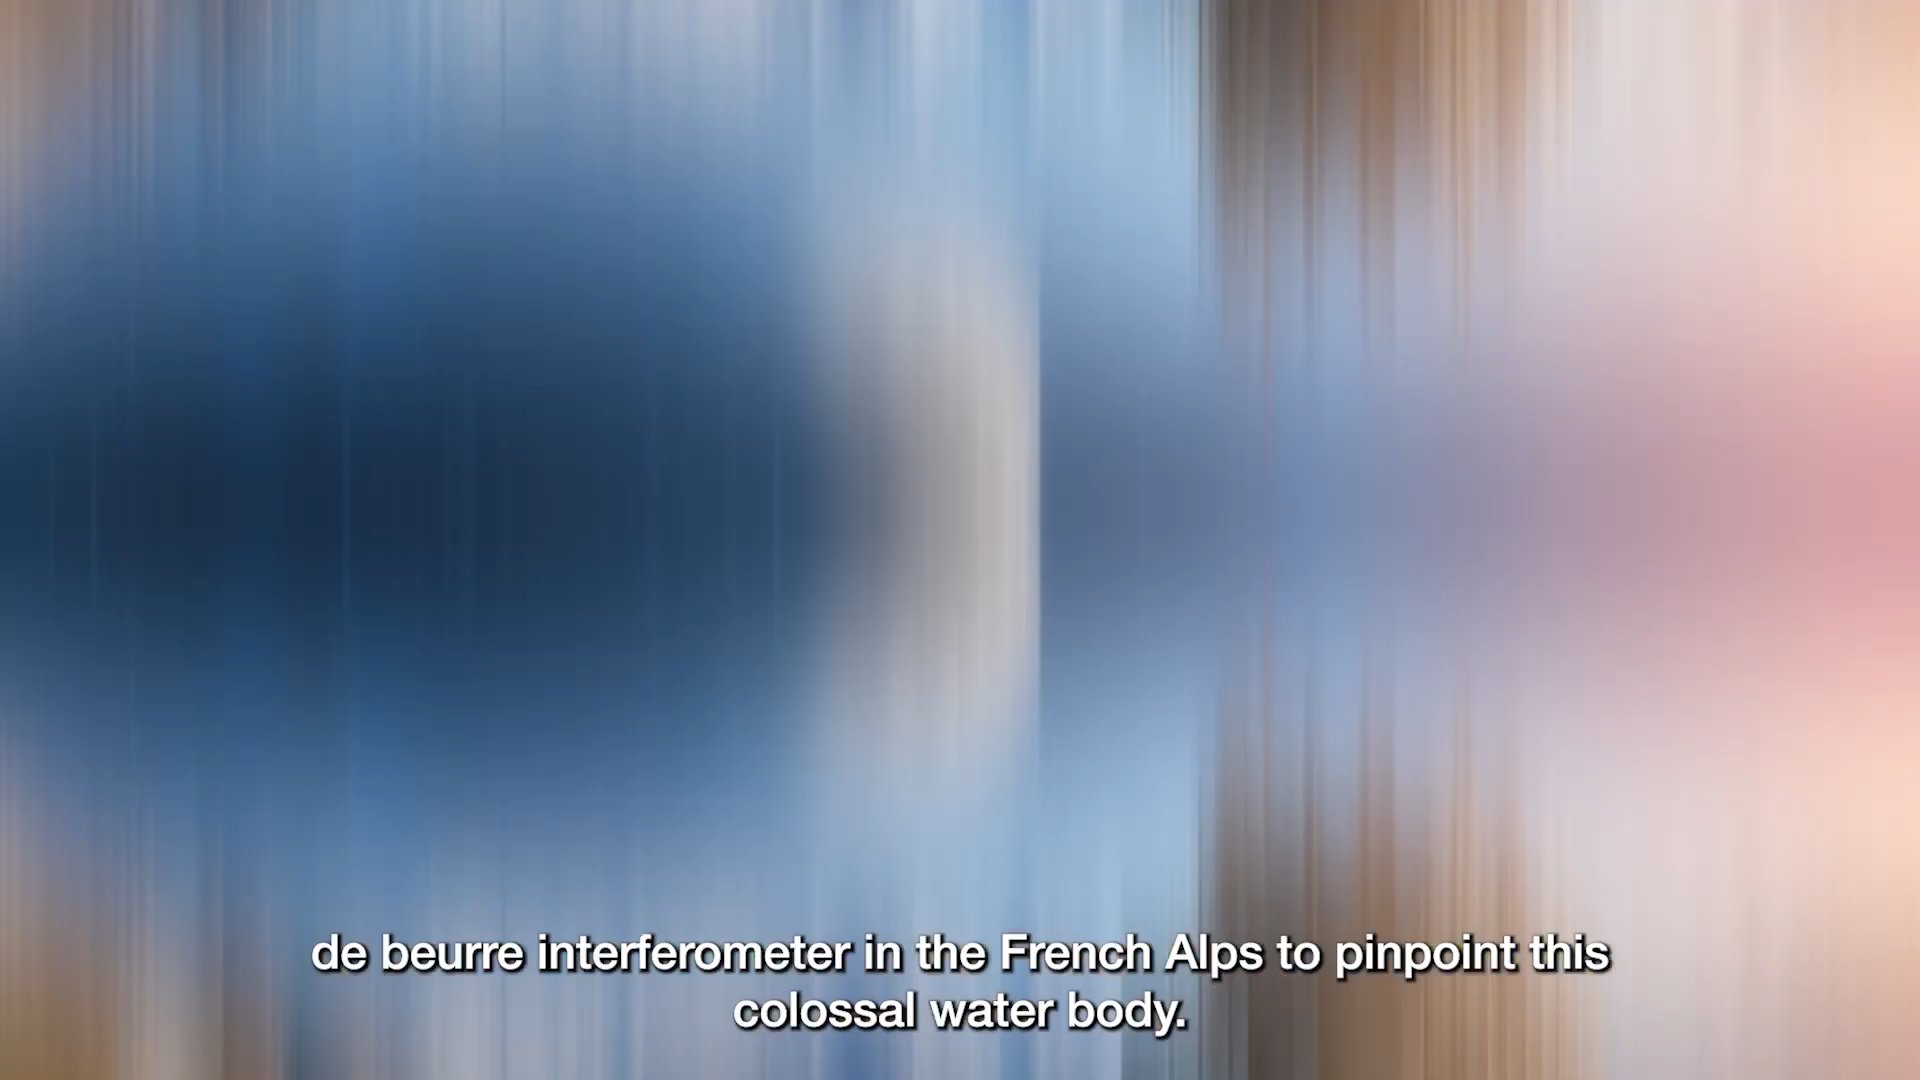 de beurre interferometer in the French Alps to pinpoint this
colossal water body.